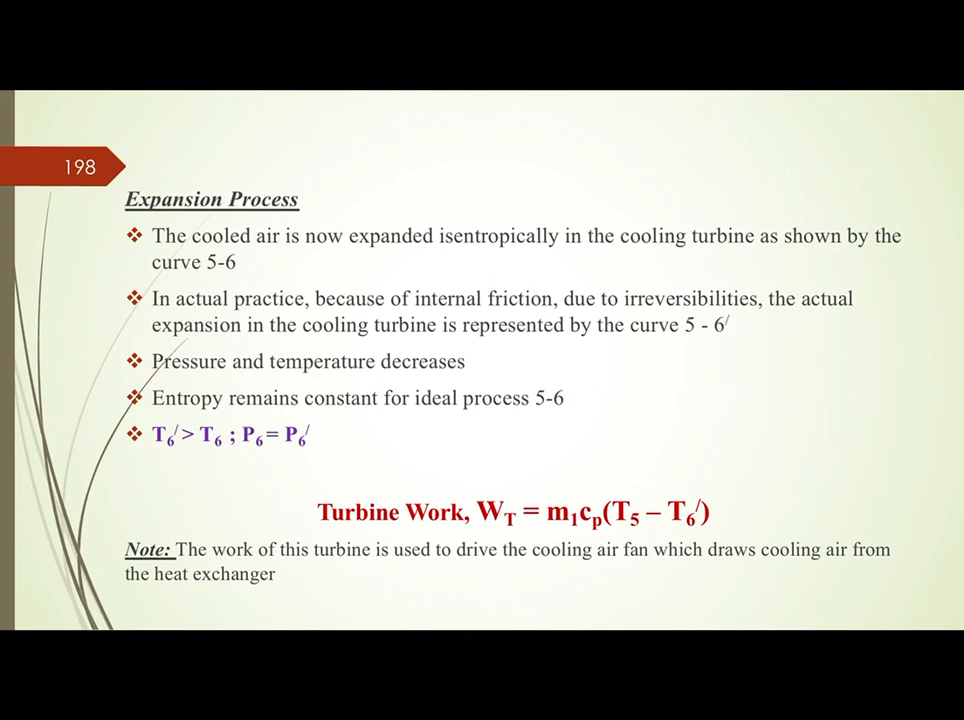 198
Expansion Process
❖ The cooled air is now expanded isentropically in the cooling turbine as shown by the
curve 5-6
❖ In actual practice, because of internal friction, due to irreversibilities, the actual
expansion in the cooling turbine is represented by the curve 5 - 6/
❖ Pressure and temperature decreases
❖ Entropy remains constant for ideal process 5-6
❖ T6/ > T6 ; P6 = P6/
Turbine Work, WT = m1cp(T5 – T6/)
Note: The work of this turbine is used to drive the cooling air fan which draws cooling air from
the heat exchanger